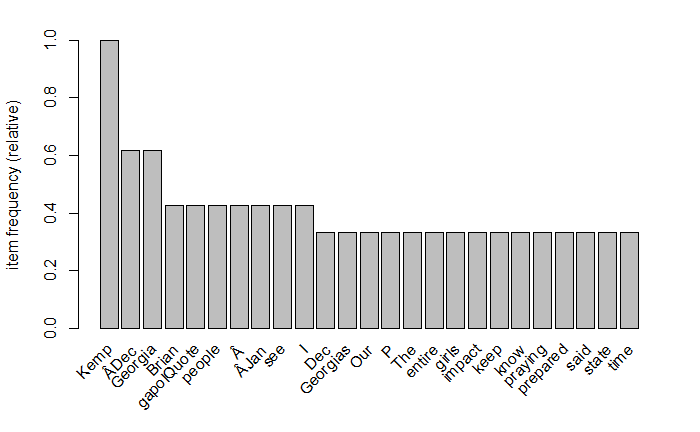 item frequency (relative)
1.0
0.8
0.6
0.4
0.2
0.0
Kemp
ÂDec
Georgia
Brian
gapolQuote
people
Â
ÂJan
see
I
Dec
Georgias
Our
P
The
entire
girls
impact
keep
know
praying
prepared
said
state
time